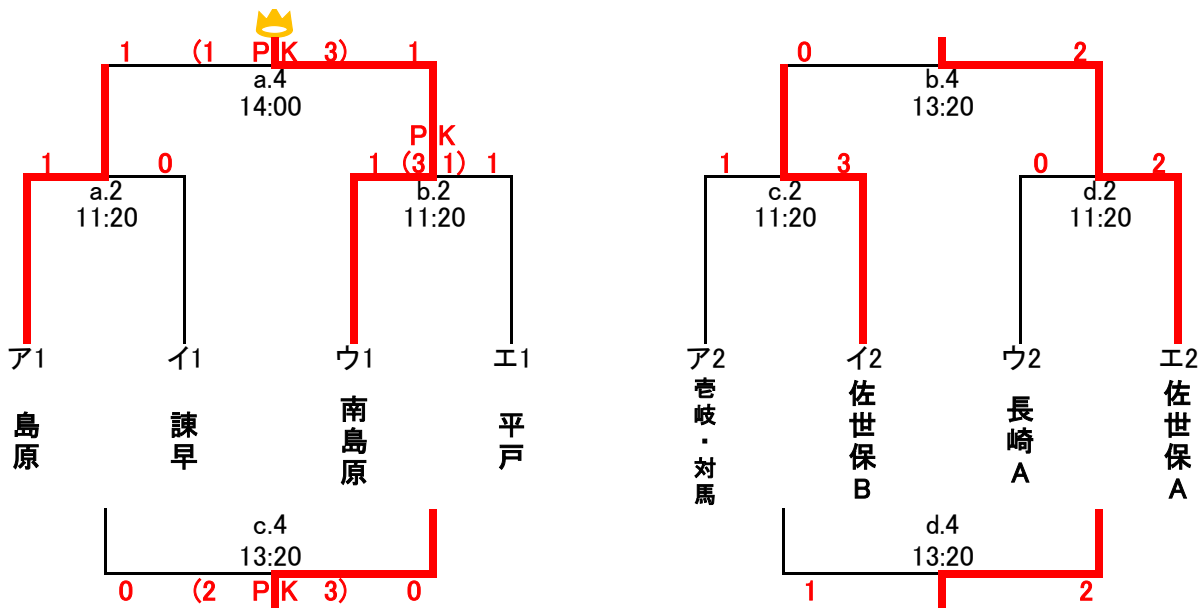 1 (1 PK 3) 1
a.4
14:00
PK
1 0
1 (3 1) 1
a.2
11:20
b.2
11:20
ア1 イ1 ウ1 エ1
島原
諫早
南島原
平戸
c.4
13:20
0 (2 PK 3) 0
0 2
b.4
13:20
1 3
0 2
c.2
11:20
d.2
11:20
ア2 イ2 ウ2 エ2
壱岐・対馬
佐世保B
長崎A
佐世保A
d.4
13:20
1 2